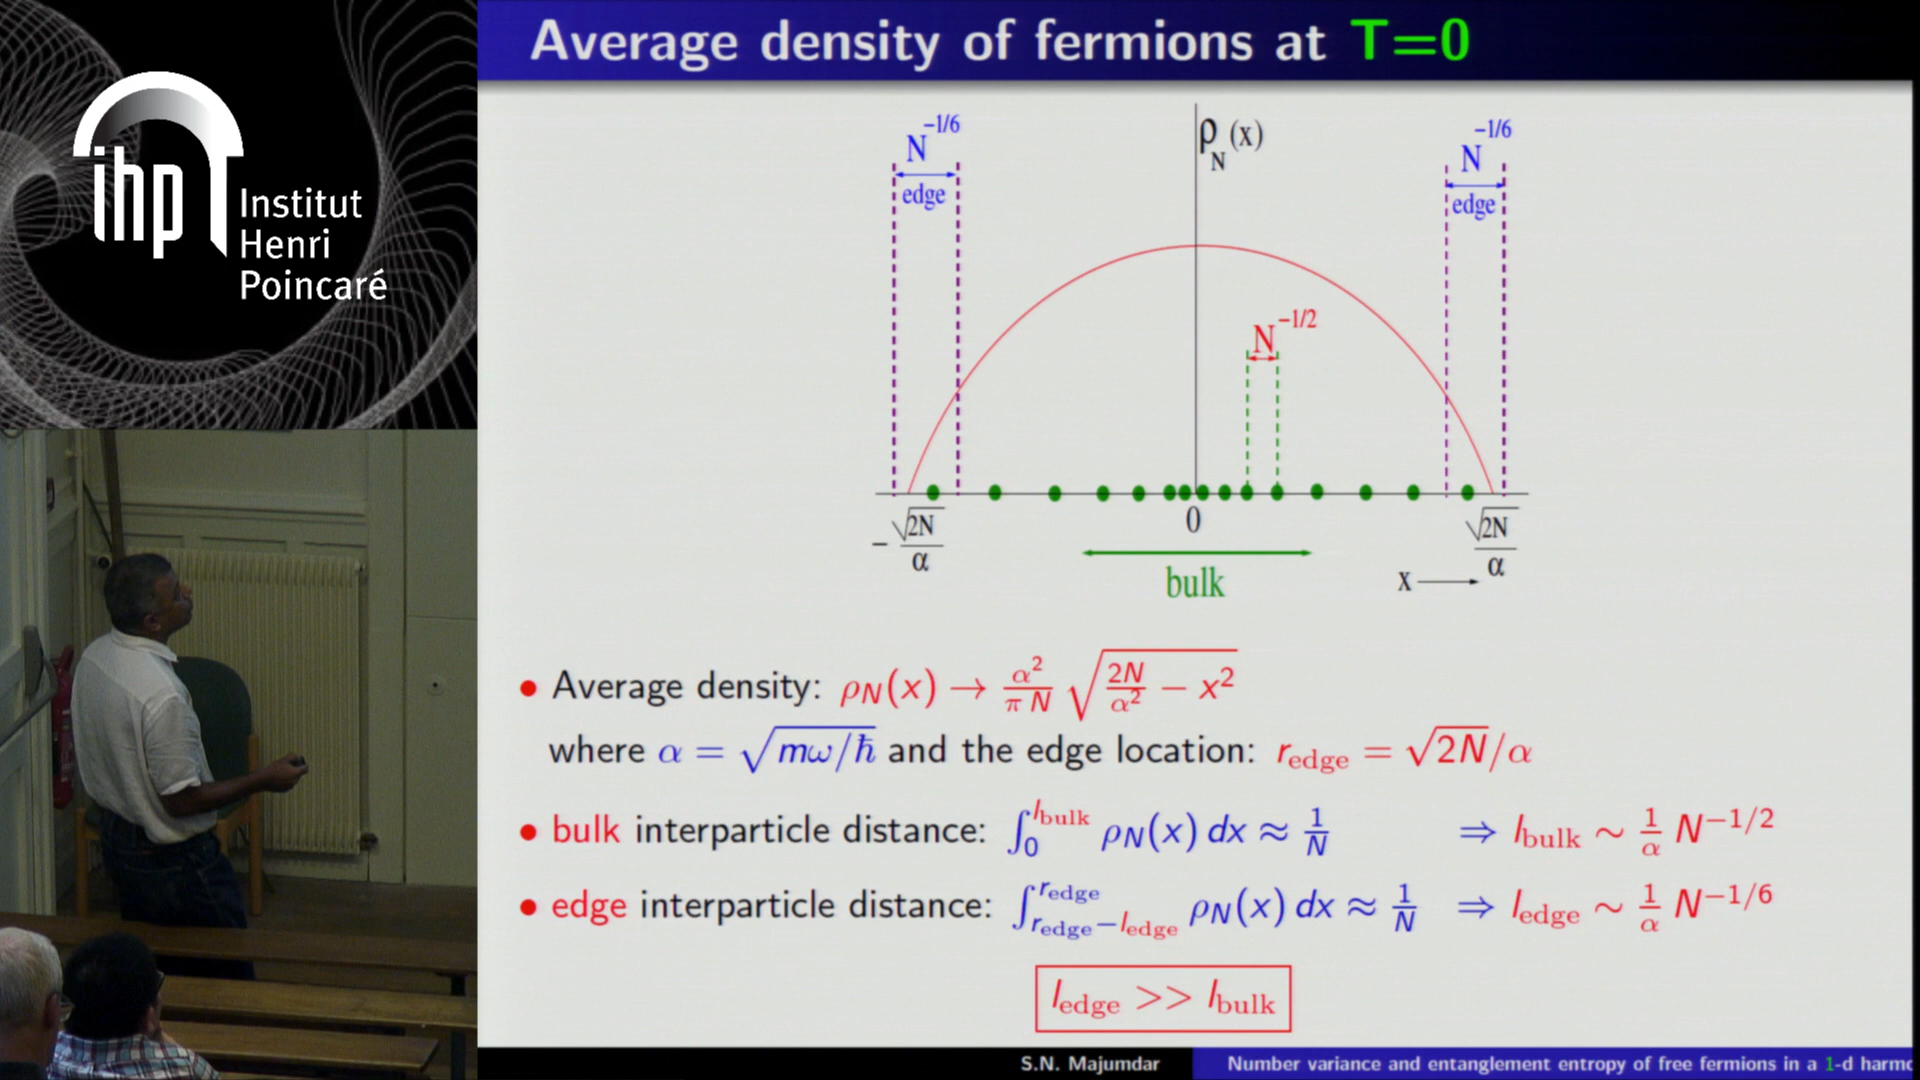 ihp
Institut
Henri
Poincaré
Average density of fermions at T=0
N^{-1/6}
edge
ρ_N(x)
N^{-1/6}
edge
N^{-1/2}
-√2N/α
0
√2N/α
bulk
x
• Average density: ρ_N(x) → α²/(π N) √(2N/α² − x²)
where α = √(mω/ħ) and the edge location: r_edge = √2N/α
• bulk interparticle distance: ∫_0^{l_bulk} ρ_N(x) dx ≈ 1/N ⇒ l_bulk ∼ 1/α N^{−1/2}
• edge interparticle distance: ∫_{r_edge−l_edge}^{r_edge} ρ_N(x) dx ≈ 1/N ⇒ l_edge ∼ 1/α N^{−1/6}
l_edge >> l_bulk
S.N. Majumdar
Number variance and entanglement entropy of free fermions in a 1-d harmo